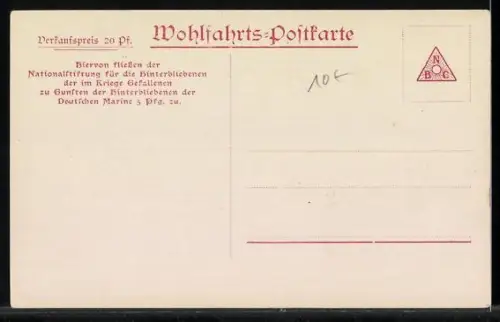 Wohlfahrts=Postkarte
Verkaufspreis 20 Pf.
Hiervon fließen der
Nationalstiftung für die Hinterbliebenen
der im Kriege Gefallenen
zu Gunsten der Hinterbliebenen der
Deutschen Marine 5 Pfg. zu.
10€
N
B G